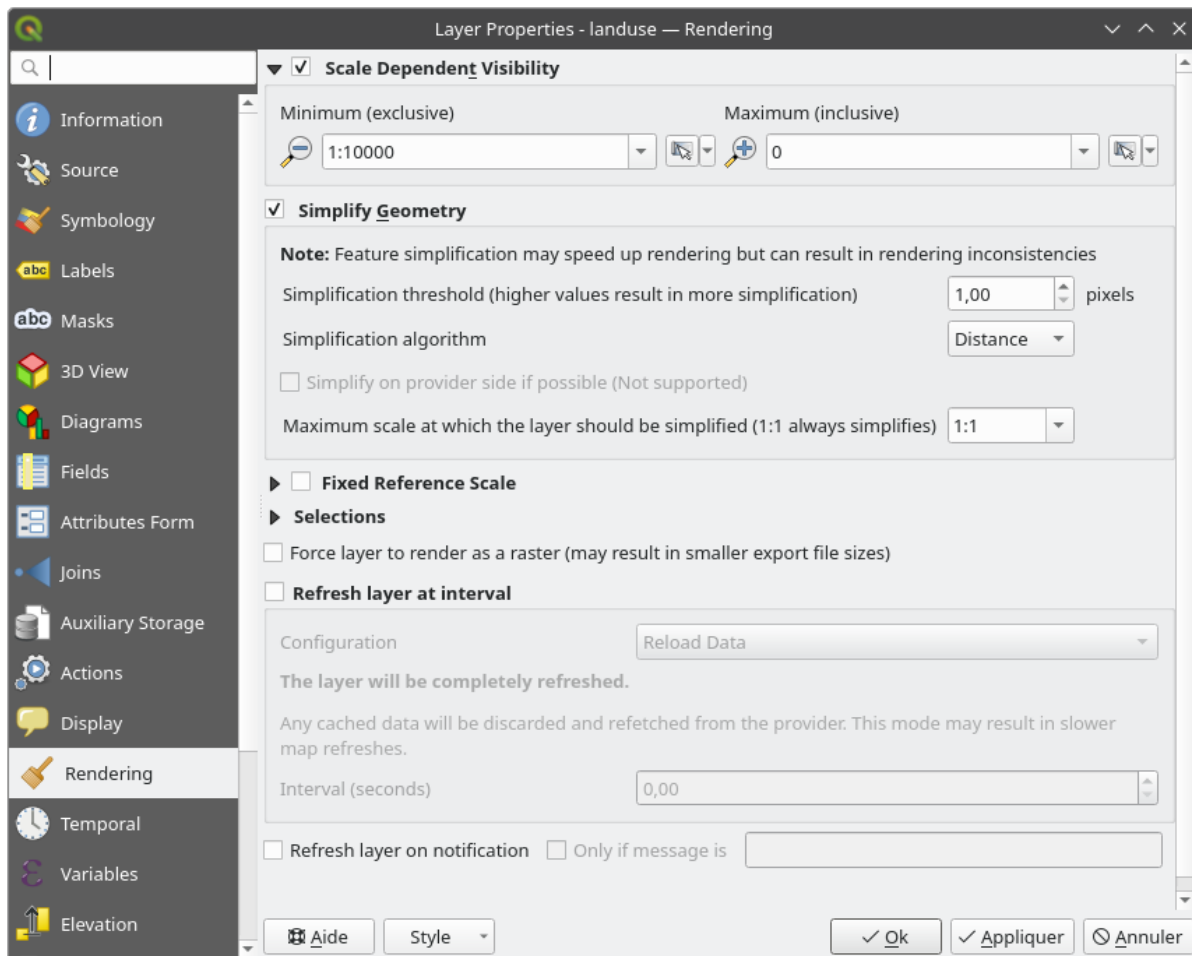 Layer Properties - landuse — Rendering
Information
Source
Symbology
abc Labels
abc Masks
3D View
Diagrams
Fields
Attributes Form
Joins
Auxiliary Storage
Actions
Display
Rendering
Temporal
Variables
Elevation
Scale Dependent Visibility
Minimum (exclusive) Maximum (inclusive)
1:10000 0
Simplify Geometry
Note: Feature simplification may speed up rendering but can result in rendering inconsistencies
Simplification threshold (higher values result in more simplification) 1,00 pixels
Simplification algorithm Distance
Simplify on provider side if possible (Not supported)
Maximum scale at which the layer should be simplified (1:1 always simplifies) 1:1
Fixed Reference Scale
Selections
Force layer to render as a raster (may result in smaller export file sizes)
Refresh layer at interval
Configuration Reload Data
The layer will be completely refreshed.
Any cached data will be discarded and refetched from the provider. This mode may result in slower
map refreshes.
Interval (seconds) 0,00
Refresh layer on notification Only if message is
Aide Style Ok Appliquer Annuler